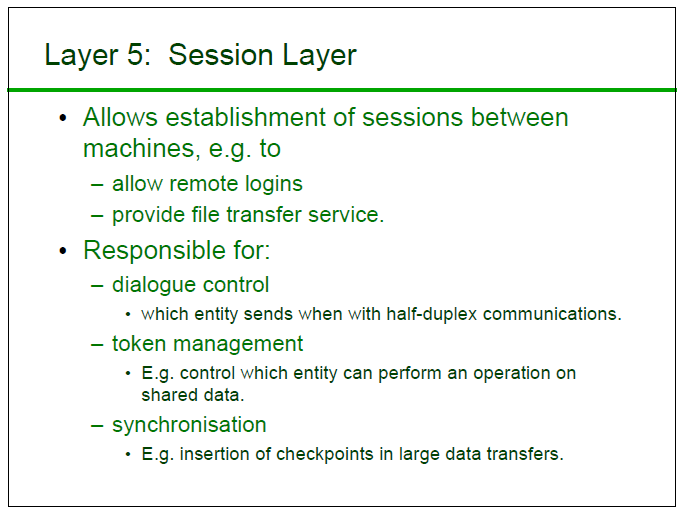 Layer 5: Session Layer
• Allows establishment of sessions between
machines, e.g. to
– allow remote logins
– provide file transfer service.
• Responsible for:
– dialogue control
• which entity sends when with half-duplex communications.
– token management
• E.g. control which entity can perform an operation on
shared data.
– synchronisation
• E.g. insertion of checkpoints in large data transfers.